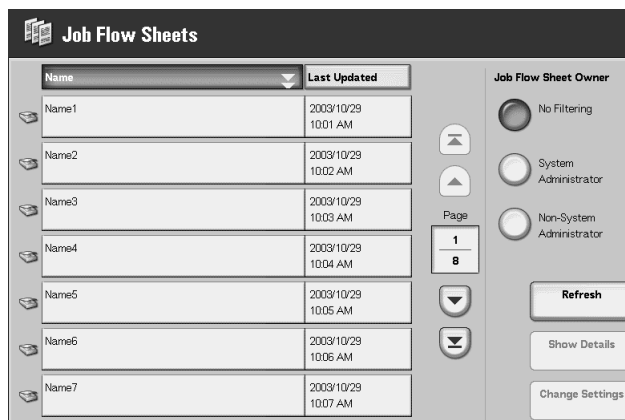 Job Flow Sheets
Name
Last Updated
Name1
2003/10/29
10:01 AM
Name2
2003/10/29
10:02 AM
Name3
2003/10/29
10:03 AM
Name4
2003/10/29
10:04 AM
Name5
2003/10/29
10:05 AM
Name6
2003/10/29
10:06 AM
Name7
2003/10/29
10:07 AM
Page
1
8
Job Flow Sheet Owner
No Filtering
System
Administrator
Non-System
Administrator
Refresh
Show Details
Change Settings